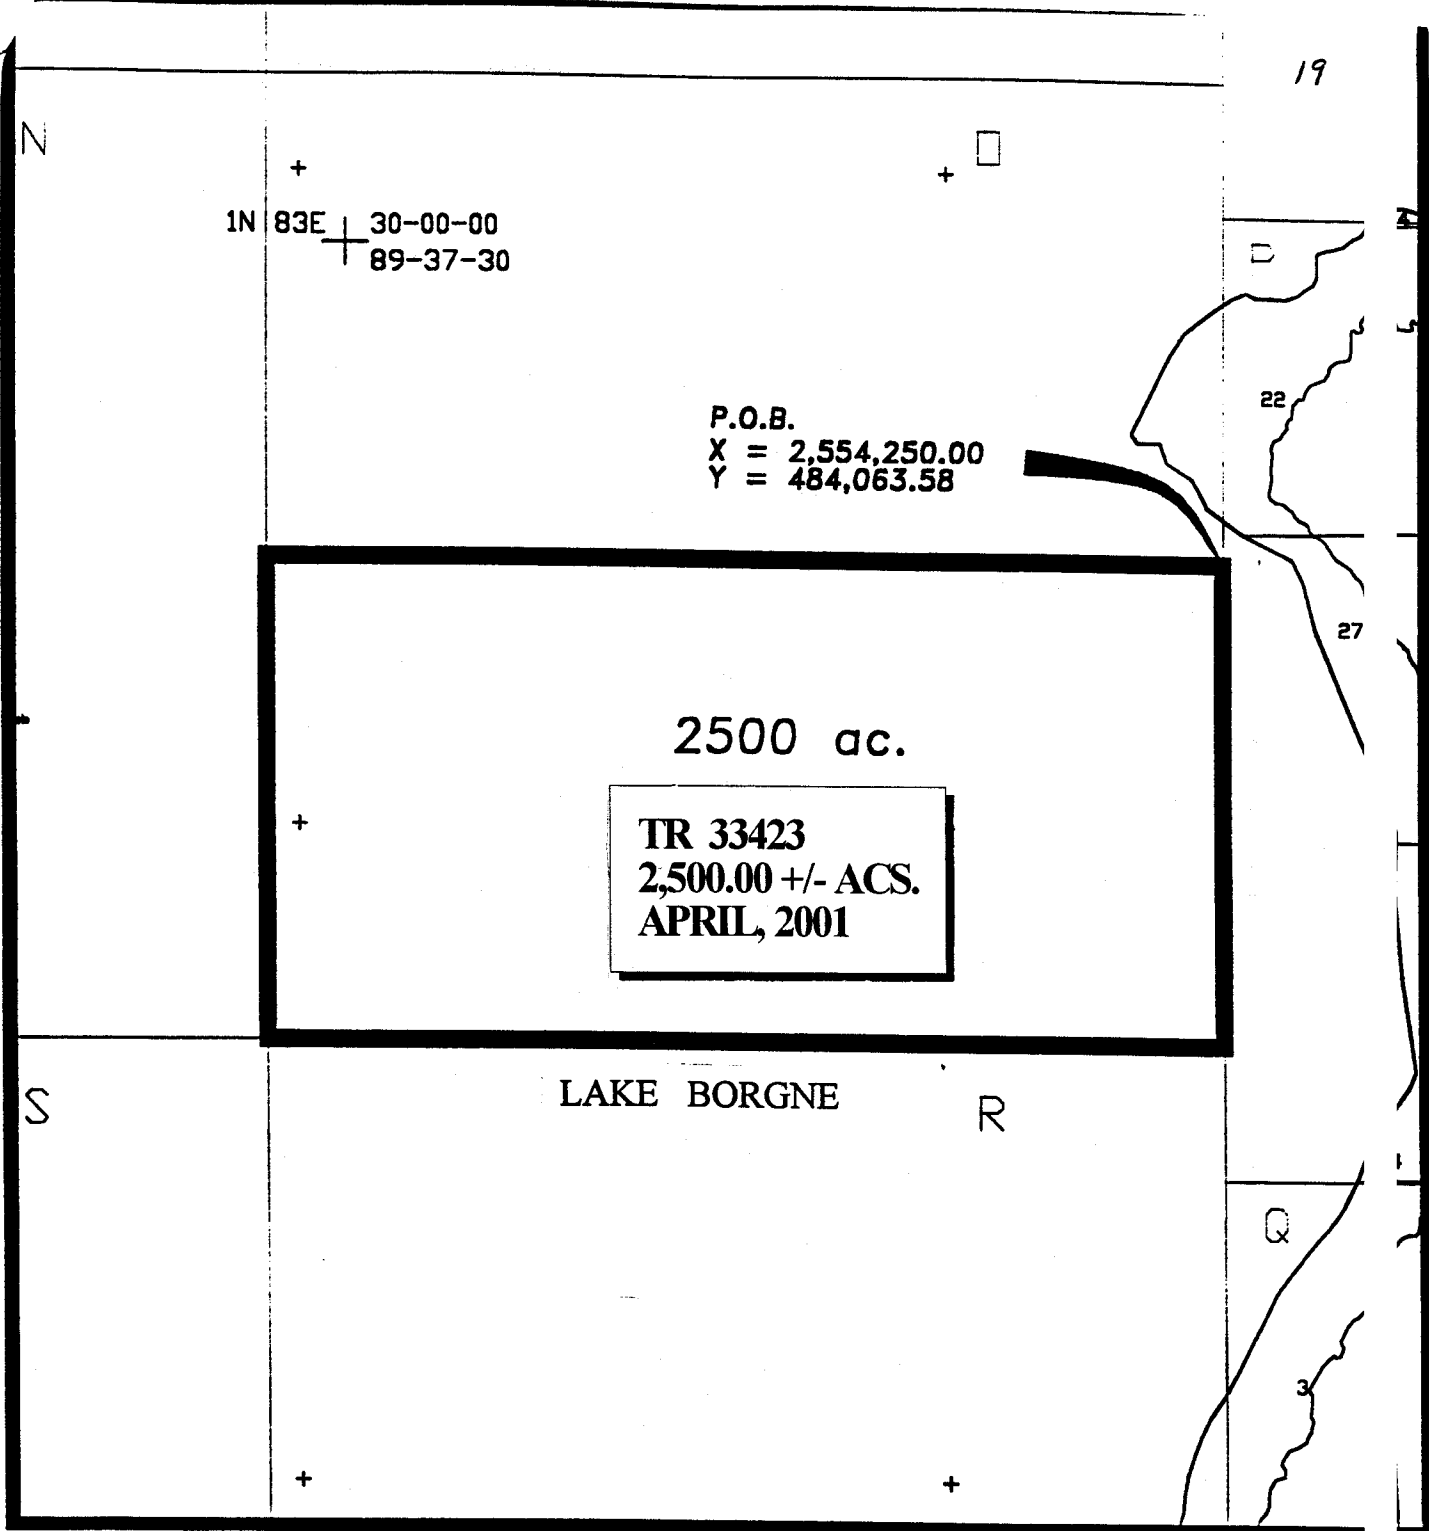 19
N
O
1N 83E 30-00-00
89-37-30
P
22
P.O.B.
X = 2,554,250.00
Y = 484,063.58
27
2500 ac.
TR 33423
2,500.00 +/- ACS.
APRIL, 2001
LAKE BORGNE
S
R
Q
3